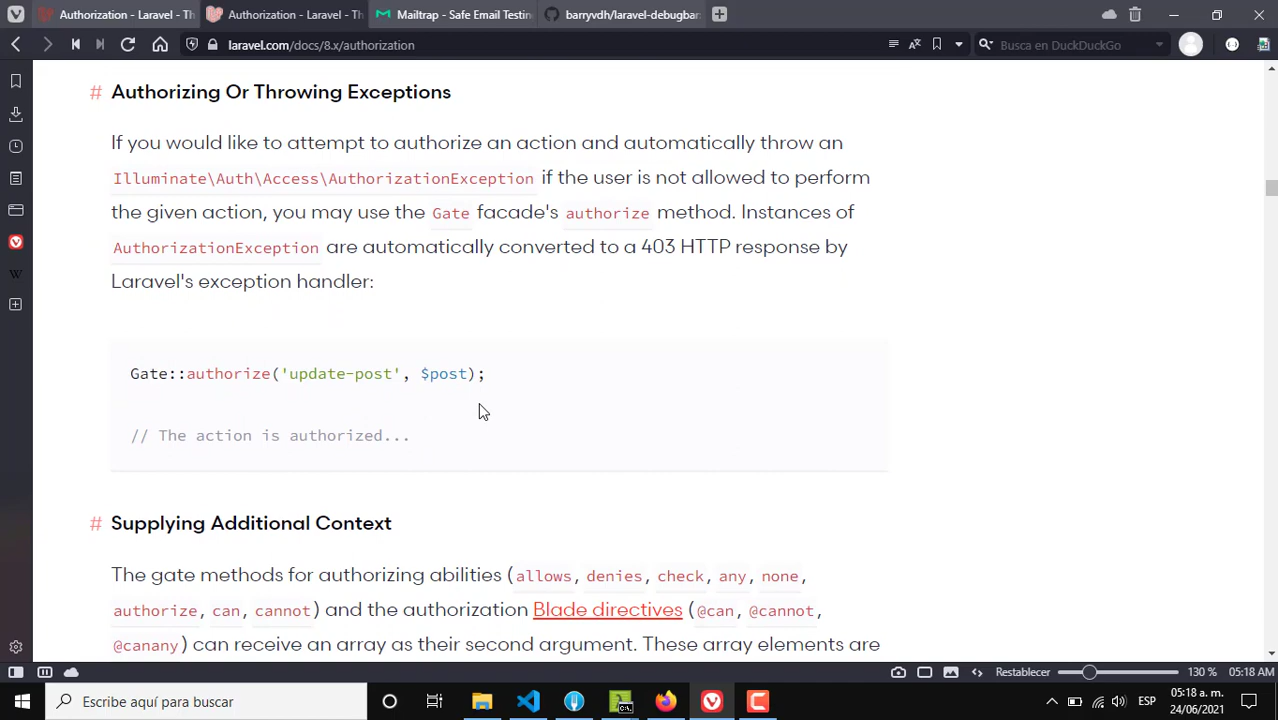 Authorization - Laravel - Th
Authorization - Laravel - Th
Mailtrap - Safe Email Testin
barryvdh/laravel-debugbar
laravel.com/docs/8.x/authorization
Busca en DuckDuckGo
# Authorizing Or Throwing Exceptions
If you would like to attempt to authorize an action and automatically throw an
Illuminate\Auth\Access\AuthorizationException if the user is not allowed to perform
the given action, you may use the Gate facade's authorize method. Instances of
AuthorizationException are automatically converted to a 403 HTTP response by
Laravel's exception handler:
Gate::authorize('update-post', $post);
// The action is authorized...
# Supplying Additional Context
The gate methods for authorizing abilities (allows, denies, check, any, none,
authorize, can, cannot) and the authorization Blade directives (@can, @cannot,
@canany) can receive an array as their second argument. These array elements are
Restablecer
130 %
05:18 AM
Escribe aquí para buscar
ESP
05:18 a. m.
24/06/2021